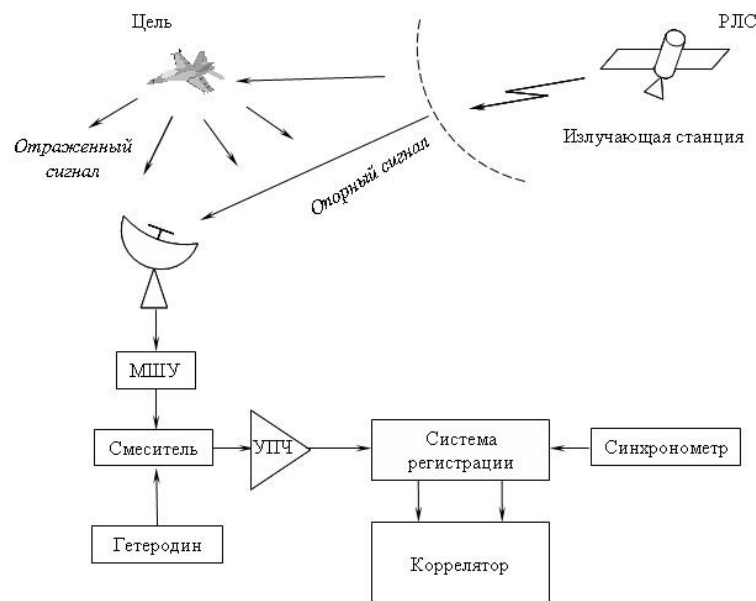 Цель
РЛС
Излучающая станция
Отраженный
сигнал
Опорный сигнал
МШУ
Смеситель
УПЧ
Система
регистрации
Синхронометр
Гетеродин
Коррелятор